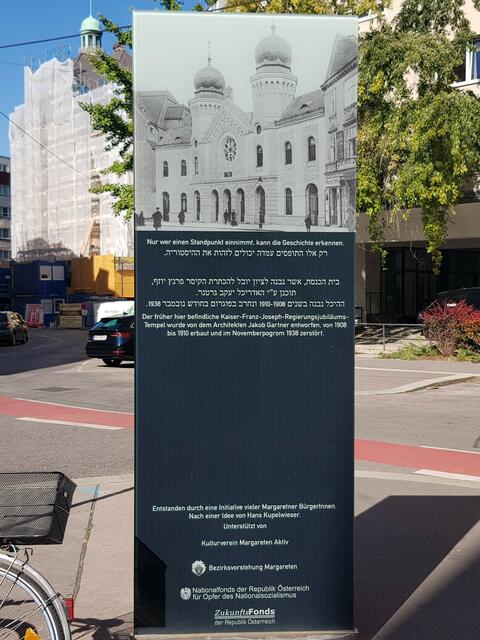 Nur wer einen Standpunkt einnimmt, kann die Geschichte erkennen.
רק אלו התופסים עמדה יכולים לזהות את ההיסטוריה.
בית הכנסת, אשר נבנה לציון יובל להכתרת הקיסר פרנץ יוזף,
תוכנן ע״י האדריכל יעקב גרטנר.
ההיכל נבנה בשנים 1910-1908 ונחרב בפוגרום בחודש נובמבר 1938.
Der früher hier befindliche Kaiser-Franz-Joseph-Regierungsjubiläums-
Tempel wurde von dem Architekten Jakob Gartner entworfen, von 1908
bis 1910 erbaut und im Novemberpogrom 1938 zerstört.
Entstanden durch eine Initiative vieler Margaretner BürgerInnen.
Nach einer Idee von Hans Kupelwieser.
Unterstützt von
Kulturverein Margareten Aktiv
Bezirksvorstehung Margareten
Nationalfonds der Republik Österreich
für Opfer des Nationalsozialismus
ZukunftsFonds
der Republik Österreich